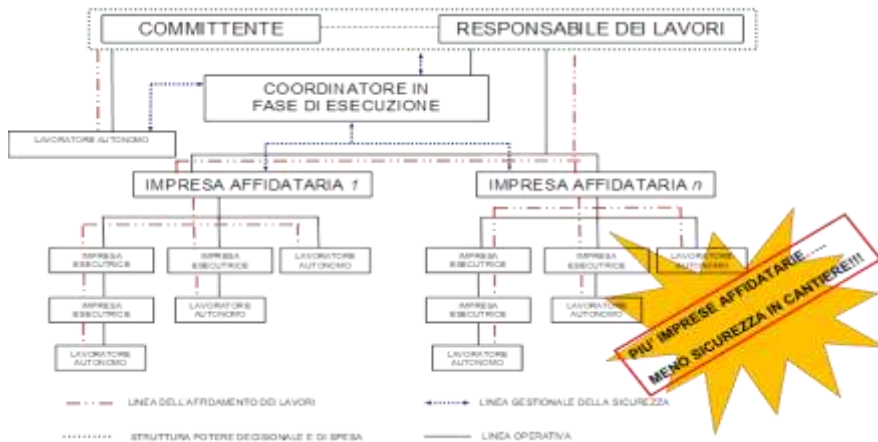 COMMITTENTE
RESPONSABILE DEI LAVORI
COORDINATORE IN
FASE DI ESECUZIONE
LAVORATORE AUTONOMO
IMPRESA AFFIDATARIA 1
IMPRESA AFFIDATARIA n
IMPRESA
ESECUTRICE
IMPRESA
ESECUTRICE
LAVORATORE
AUTONOMO
IMPRESA
ESECUTRICE
LAVORATORE
AUTONOMO
LAVORATORE
AUTONOMO
IMPRESA
ESECUTRICE
IMPRESA
ESECUTRICE
LAVORATORE
AUTONOMO
IMPRESA
ESECUTRICE
LAVORATORE
AUTONOMO
LAVORATORE
AUTONOMO
PIU' IMPRESE AFFIDATARIE......
MENO SICUREZZA IN CANTIERE!!!
LINEA DELL'AFFIDAMENTO DEI LAVORI
LINEA GESTIONALE DELLA SICUREZZA
STRUTTURA POTERE DECISIONALE E DI SPESA
LINEA OPERATIVA